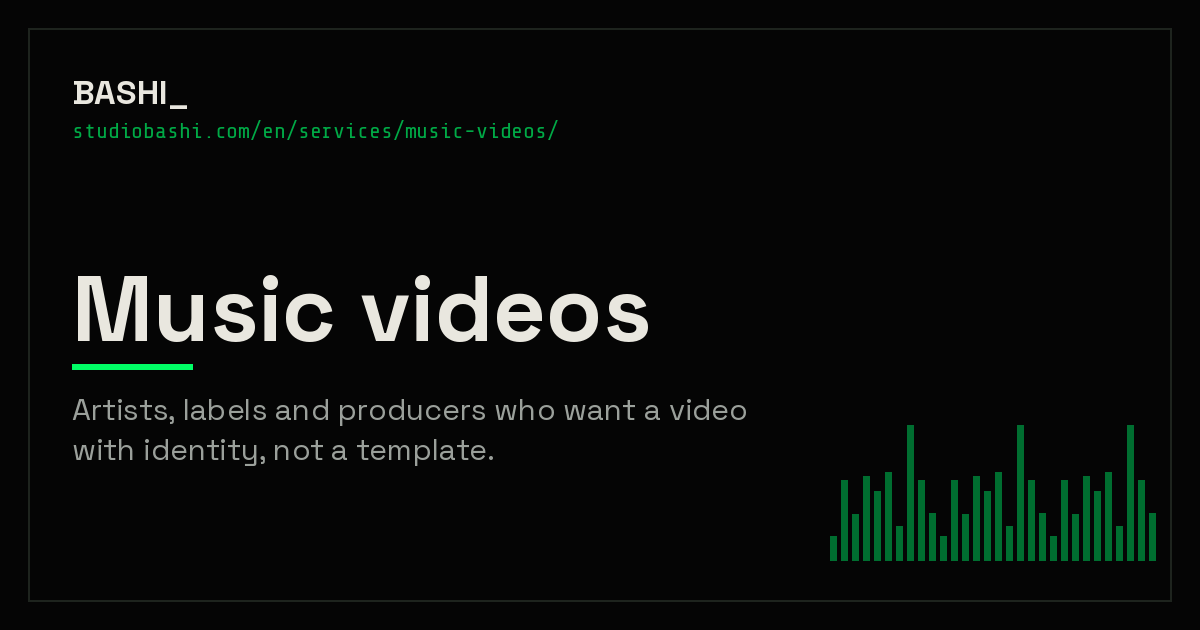 BASHI_
studiobashi.com/en/services/music-videos/
Music videos
Artists, labels and producers who want a video
with identity, not a template.